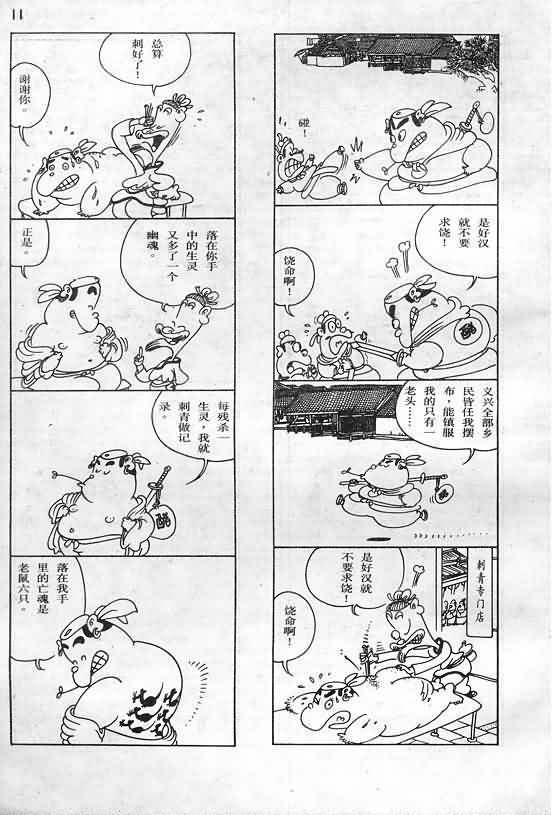 11
碰！
是好汉
就不要
求饶！
饶命啊！
义兴全部乡
民皆任我摆
布，能镇服
我的只有一
老头……
刺青专门店
是好汉就
不要求饶！
饶命啊！
总算
刺好了！
谢谢你。
落在你手
中的生灵
又多了一个
幽魂。
正是。
每残杀一
生灵，我就
刺青做记
录。
落在我手
里的亡魂是
老鼠六只。